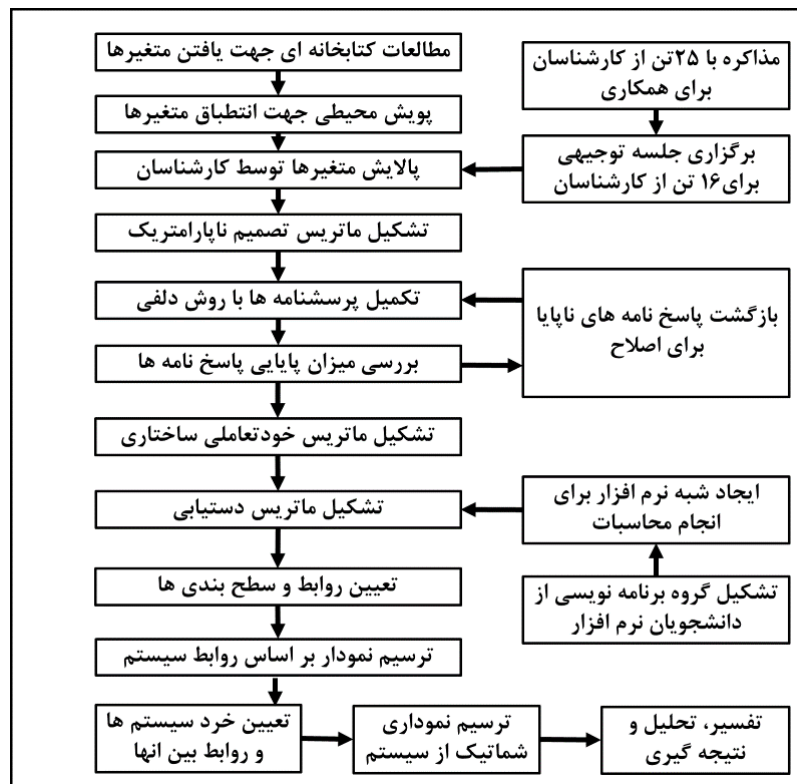 مطالعات کتابخانه ای جهت یافتن متغیرها
پویش محیطی جهت انتطباق متغیرها
پالایش متغیرها توسط کارشناسان
مذاکره با ۲۵تن از کارشناسان
برای همکاری
برگزاری جلسه توجیهی
برای۱۶ تن از کارشناسان
تشکیل ماتریس تصمیم ناپارامتریک
تکمیل پرسشنامه ها با روش دلفی
بررسی میزان پایایی پاسخ نامه ها
بازگشت پاسخ نامه های ناپایا
برای اصلاح
تشکیل ماتریس خودتعاملی ساختاری
تشکیل ماتریس دستیابی
ایجاد شبه نرم افزار برای
انجام محاسبات
تشکیل گروه برنامه نویسی از
دانشجویان نرم افزار
تعیین روابط و سطح بندی ها
ترسیم نمودار بر اساس روابط سیستم
تعیین خرد سیستم ها
و روابط بین انها
ترسیم نموداری
شماتیک از سیستم
تفسیر، تحلیل و
نتیجه گیری